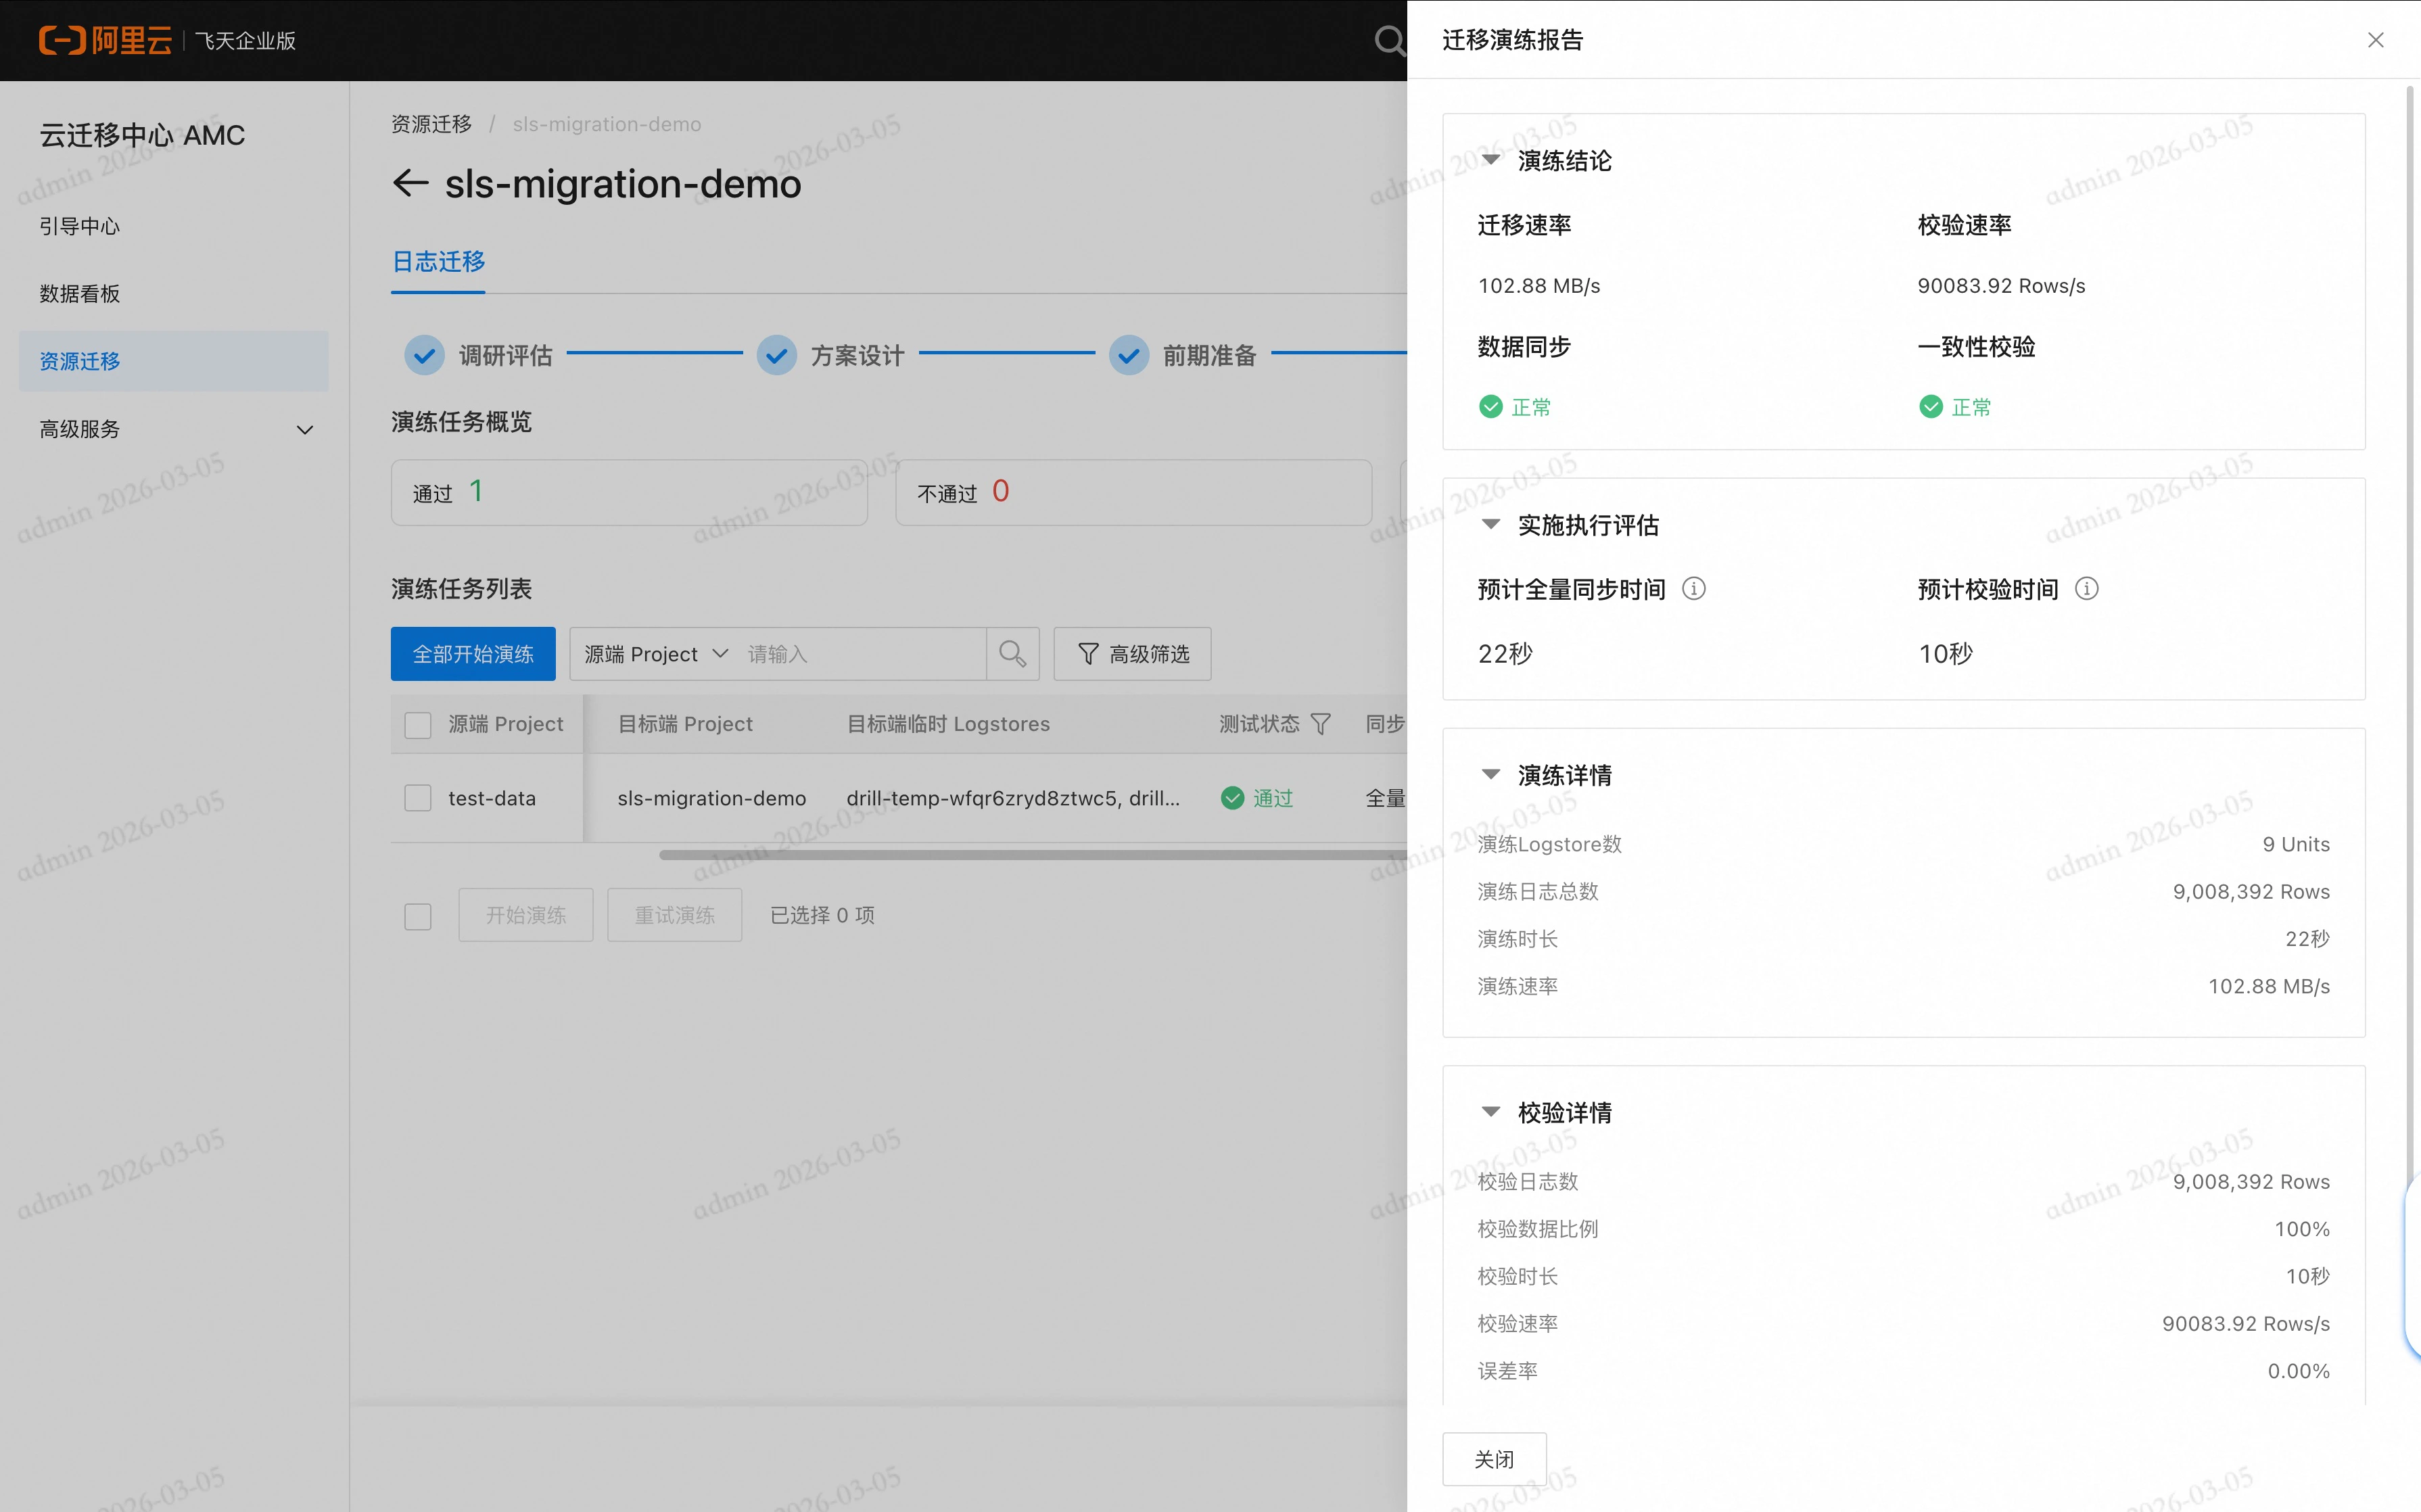 阿里云 飞天企业版
云迁移中心 AMC
引导中心
数据看板
资源迁移
高级服务
资源迁移 / sls-migration-demo
sls-migration-demo
日志迁移
调研评估 方案设计 前期准备
演练任务概览
通过 1 不通过 0
演练任务列表
全部开始演练 源端 Project 请输入 高级筛选
源端 Project 目标端 Project 目标端临时 Logstores 测试状态 同步
test-data sls-migration-demo drill-temp-wfqr6zryd8ztwc5, drill... 通过 全量
开始演练 重试演练 已选择 0 项
迁移演练报告
演练结论
迁移速率 校验速率
102.88 MB/s 90083.92 Rows/s
数据同步 一致性校验
正常 正常
实施执行评估
预计全量同步时间 预计校验时间
22秒 10秒
演练详情
演练Logstore数 9 Units
演练日志总数 9,008,392 Rows
演练时长 22秒
演练速率 102.88 MB/s
校验详情
校验日志数 9,008,392 Rows
校验数据比例 100%
校验时长 10秒
校验速率 90083.92 Rows/s
误差率 0.00%
关闭
admin 2026-03-05